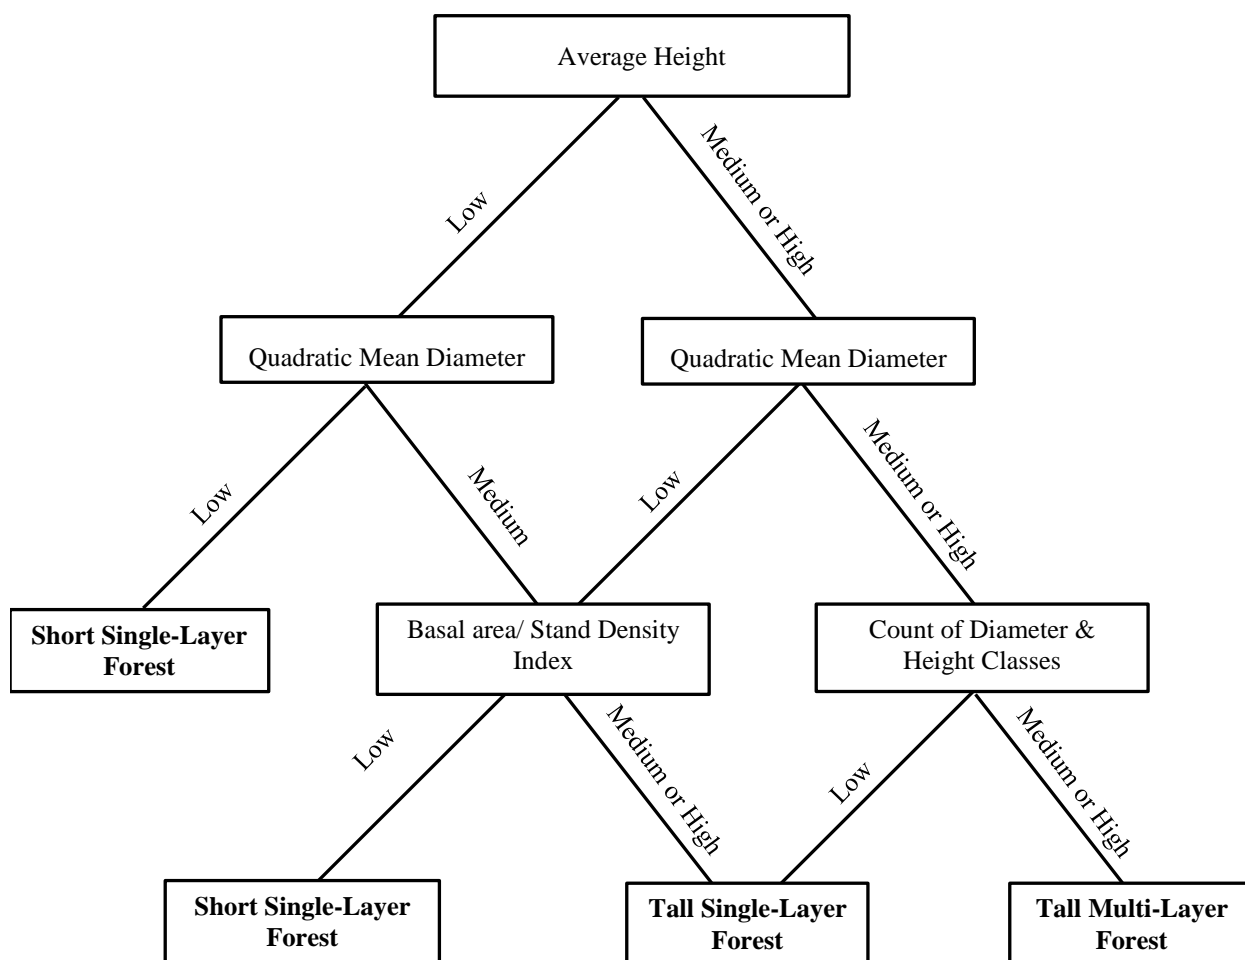 Average Height
Low
Medium or High
Quadratic Mean Diameter
Quadratic Mean Diameter
Low
Medium
Low
Medium or High
Short Single-Layer
Forest
Basal area/ Stand Density
Index
Count of Diameter &
Height Classes
Low
Medium or High
Low
Medium or High
Short Single-Layer
Forest
Tall Single-Layer
Forest
Tall Multi-Layer
Forest